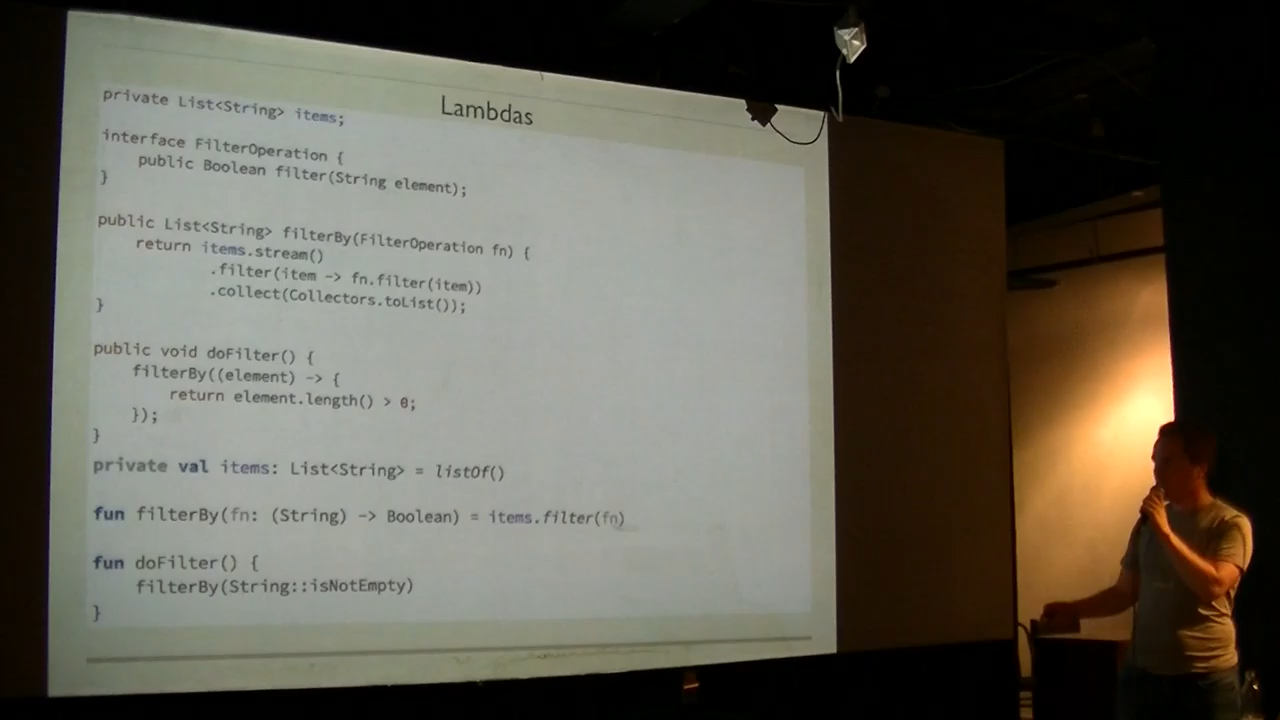 Lambdas
private List<String> items;
interface FilterOperation {
    public Boolean filter(String element);
}
public List<String> filterBy(FilterOperation fn) {
    return items.stream()
            .filter(item -> fn.filter(item))
            .collect(Collectors.toList());
}
public void doFilter() {
    filterBy((element) -> {
        return element.length() > 0;
    });
}
private val items: List<String> = listOf()
fun filterBy(fn: (String) -> Boolean) = items.filter(fn)
fun doFilter() {
    filterBy(String::isNotEmpty)
}